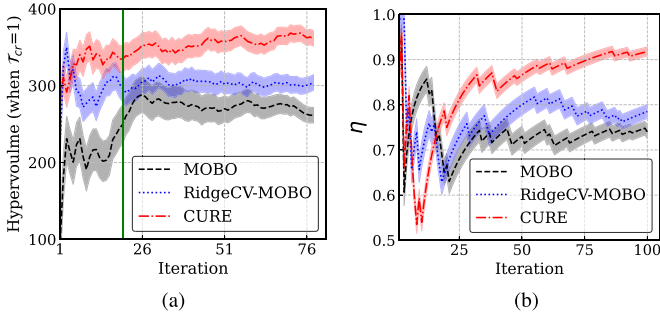 400
300
200
100
Hypervoulme (when 𝒯cr=1)
MOBO
RidgeCV-MOBO
CURE
1 26 51 76
Iteration
(a)
1.0
0.9
0.8
0.7
0.6
0.5
η
MOBO
RidgeCV-MOBO
CURE
25 50 75 100
Iteration
(b)